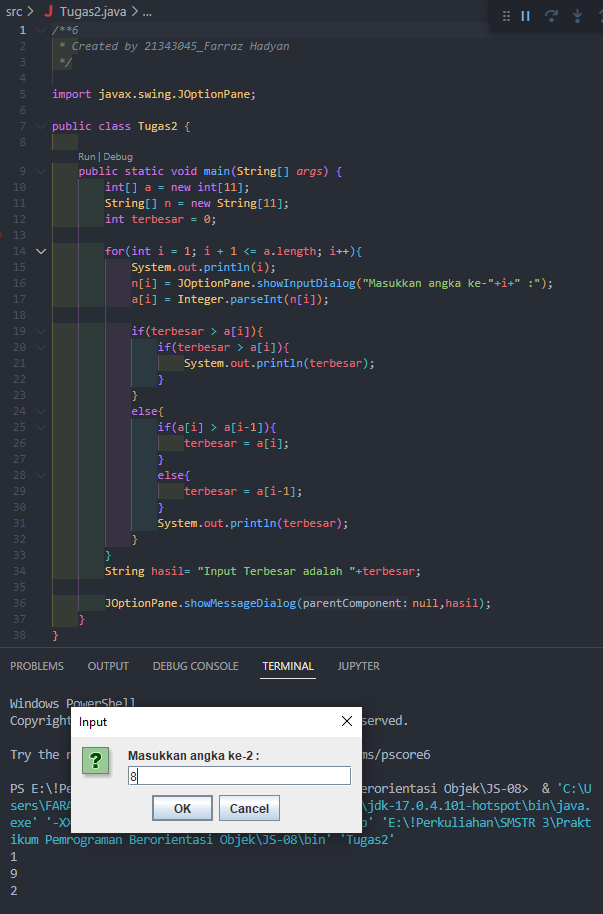 src > J Tugas2.java > ...
1 /**6
2 * Created by 21343045_Farraz Hadyan
3 */
4
5 import javax.swing.JOptionPane;
6
7 public class Tugas2 {
8
Run | Debug
9 public static void main(String[] args) {
10 int[] a = new int[11];
11 String[] n = new String[11];
12 int terbesar = 0;
13
14 for(int i = 1; i + 1 <= a.length; i++){
15 System.out.println(i);
16 n[i] = JOptionPane.showInputDialog("Masukkan angka ke-"+i+" :");
17 a[i] = Integer.parseInt(n[i]);
18
19 if(terbesar > a[i]){
20 if(terbesar > a[i]){
21 System.out.println(terbesar);
22 }
23 }
24 else{
25 if(a[i] > a[i-1]){
26 terbesar = a[i];
27 }
28 else{
29 terbesar = a[i-1];
30 }
31 System.out.println(terbesar);
32 }
33 }
34 String hasil= "Input Terbesar adalah "+terbesar;
35
36 JOptionPane.showMessageDialog(parentComponent: null,hasil);
37 }
38 }
PROBLEMS OUTPUT DEBUG CONSOLE TERMINAL JUPYTER
Windows PowerShell
Copyright served.
Input
Try the ms/pscore6
Masukkan angka ke-2 :
8
OK Cancel
PS E:\!Pe erorientasi Objek\JS-08> & 'C:\U
sers\FARA \jdk-17.0.4.101-hotspot\bin\java.
exe' '-XX 'E:\!Perkuliahan\SMSTR 3\Prakt
ikum Pemrograman Berorientasi Objek\JS-08\bin' 'Tugas2'
1
9
2